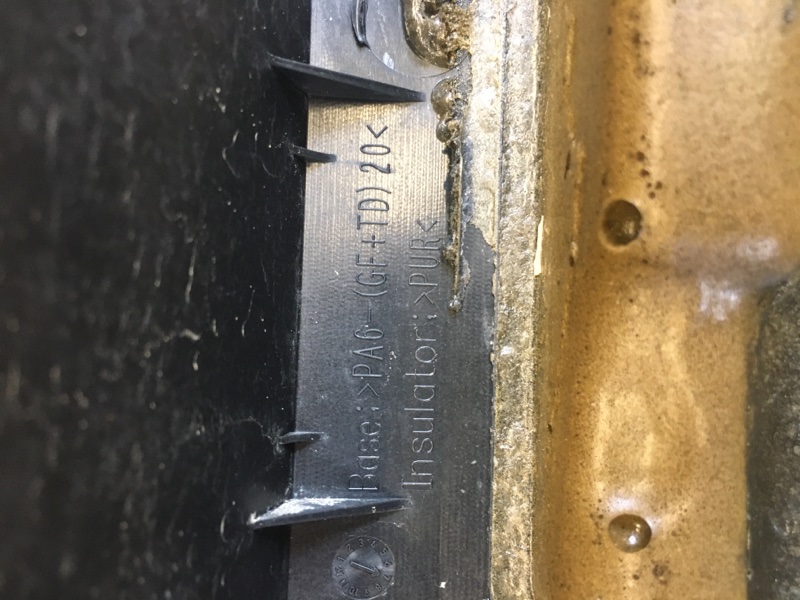 Base:>PA6-(GF+TD)20<
Insulator:>PUR<